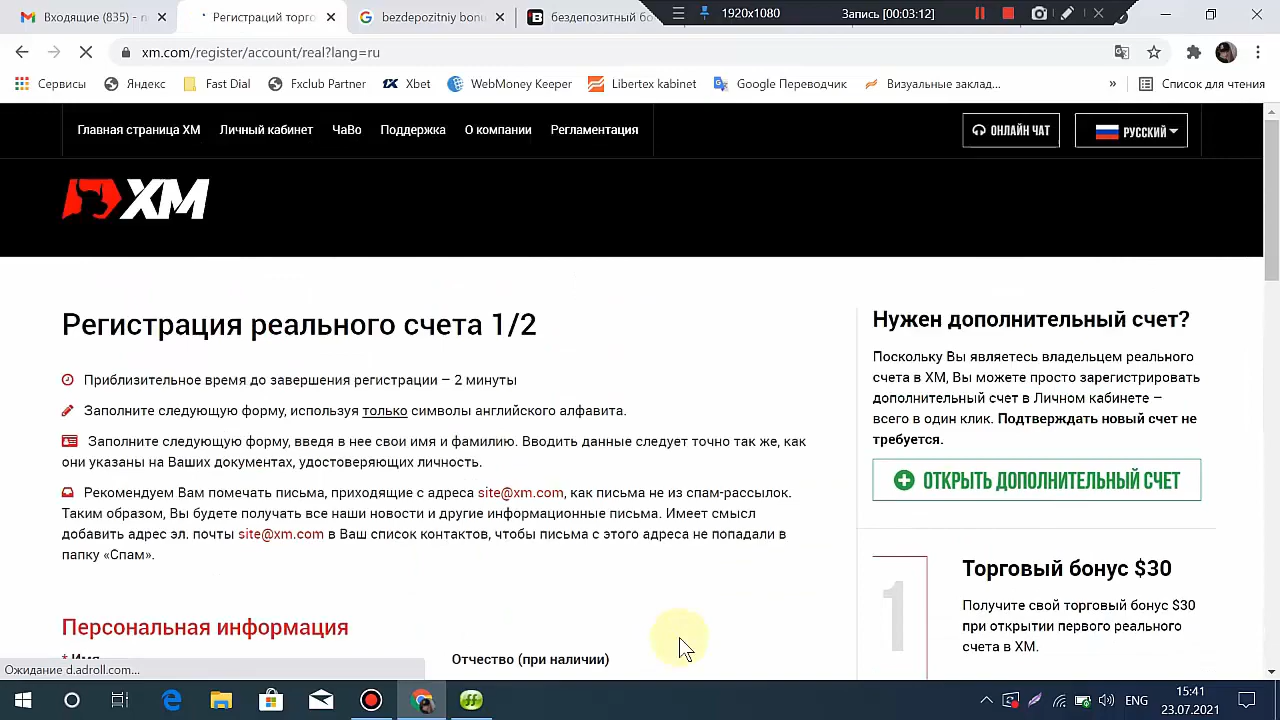 Входящие (835) - n
Регистраций торго
bezdepozitniy bonu
бездепозитный бо
1920x1080
Запись [00:03:12]
xm.com/register/account/real?lang=ru
Сервисы
Яндекс
Fast Dial
Fxclub Partner
1X Xbet
WebMoney Keeper
Libertex kabinet
Google Переводчик
Визуальные заклад...
»
Список для чтения
Главная страница XM
Личный кабинет
ЧаВо
Поддержка
О компании
Регламентация
ОНЛАЙН ЧАТ
РУССКИЙ
XM
Регистрация реального счета 1/2
Приблизительное время до завершения регистрации – 2 минуты
Заполните следующую форму, используя только символы английского алфавита.
Заполните следующую форму, введя в нее свои имя и фамилию. Вводить данные следует точно так же, как
они указаны на Ваших документах, удостоверяющих личность.
Рекомендуем Вам помечать письма, приходящие с адреса site@xm.com, как письма не из спам-рассылок.
Таким образом, Вы будете получать все наши новости и другие информационные письма. Имеет смысл
добавить адрес эл. почты site@xm.com в Ваш список контактов, чтобы письма с этого адреса не попадали в
папку «Спам».
Персональная информация
* Имя
Отчество (при наличии)
Нужен дополнительный счет?
Поскольку Вы являетесь владельцем реального
счета в XM, Вы можете просто зарегистрировать
дополнительный счет в Личном кабинете –
всего в один клик. Подтверждать новый счет не
требуется.
ОТКРЫТЬ ДОПОЛНИТЕЛЬНЫЙ СЧЕТ
1
Торговый бонус $30
Получите свой торговый бонус $30
при открытии первого реального
счета в XM.
Ожидание d.adroll.com...
ENG
15:41
23.07.2021